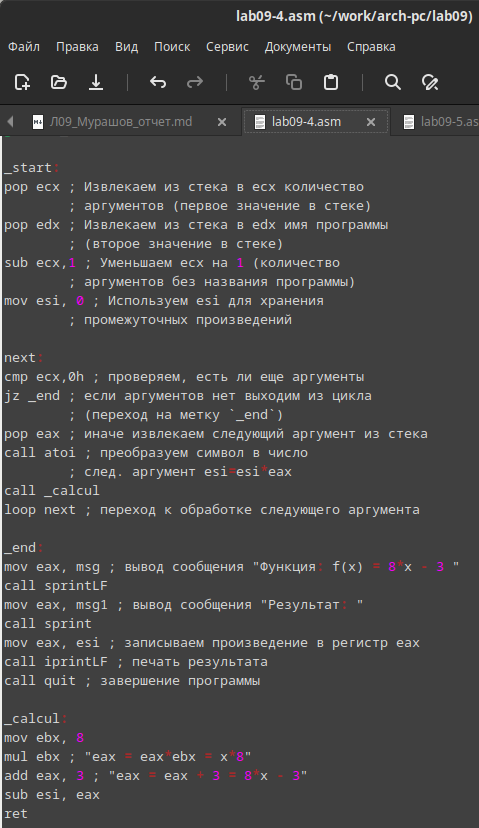 lab09-4.asm (~/work/arch-pc/lab09)
Файл Правка Вид Поиск Сервис Документы Справка
Л09_Мурашов_отчет.md lab09-4.asm lab09-5.as
_start:
pop ecx ; Извлекаем из стека в ecx количество
; аргументов (первое значение в стеке)
pop edx ; Извлекаем из стека в edx имя программы
; (второе значение в стеке)
sub ecx,1 ; Уменьшаем ecx на 1 (количество
; аргументов без названия программы)
mov esi, 0 ; Используем esi для хранения
; промежуточных произведений
next:
cmp ecx,0h ; проверяем, есть ли еще аргументы
jz _end ; если аргументов нет выходим из цикла
; (переход на метку `_end`)
pop eax ; иначе извлекаем следующий аргумент из стека
call atoi ; преобразуем символ в число
; след. аргумент esi=esi*eax
call _calcul
loop next ; переход к обработке следующего аргумента
_end:
mov eax, msg ; вывод сообщения "Функция: f(x) = 8*x - 3 "
call sprintLF
mov eax, msg1 ; вывод сообщения "Результат: "
call sprint
mov eax, esi ; записываем произведение в регистр eax
call iprintLF ; печать результата
call quit ; завершение программы
_calcul:
mov ebx, 8
mul ebx ; "eax = eax*ebx = x*8"
add eax, 3 ; "eax = eax + 3 = 8*x - 3"
sub esi, eax
ret